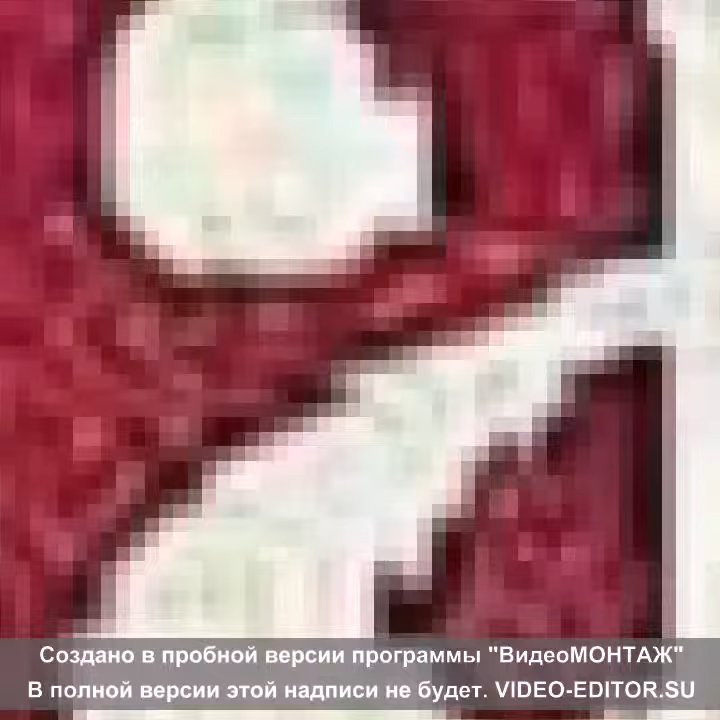 Создано в пробной версии программы "ВидеоМОНТАЖ"
В полной версии этой надписи не будет. VIDEO-EDITOR.SU